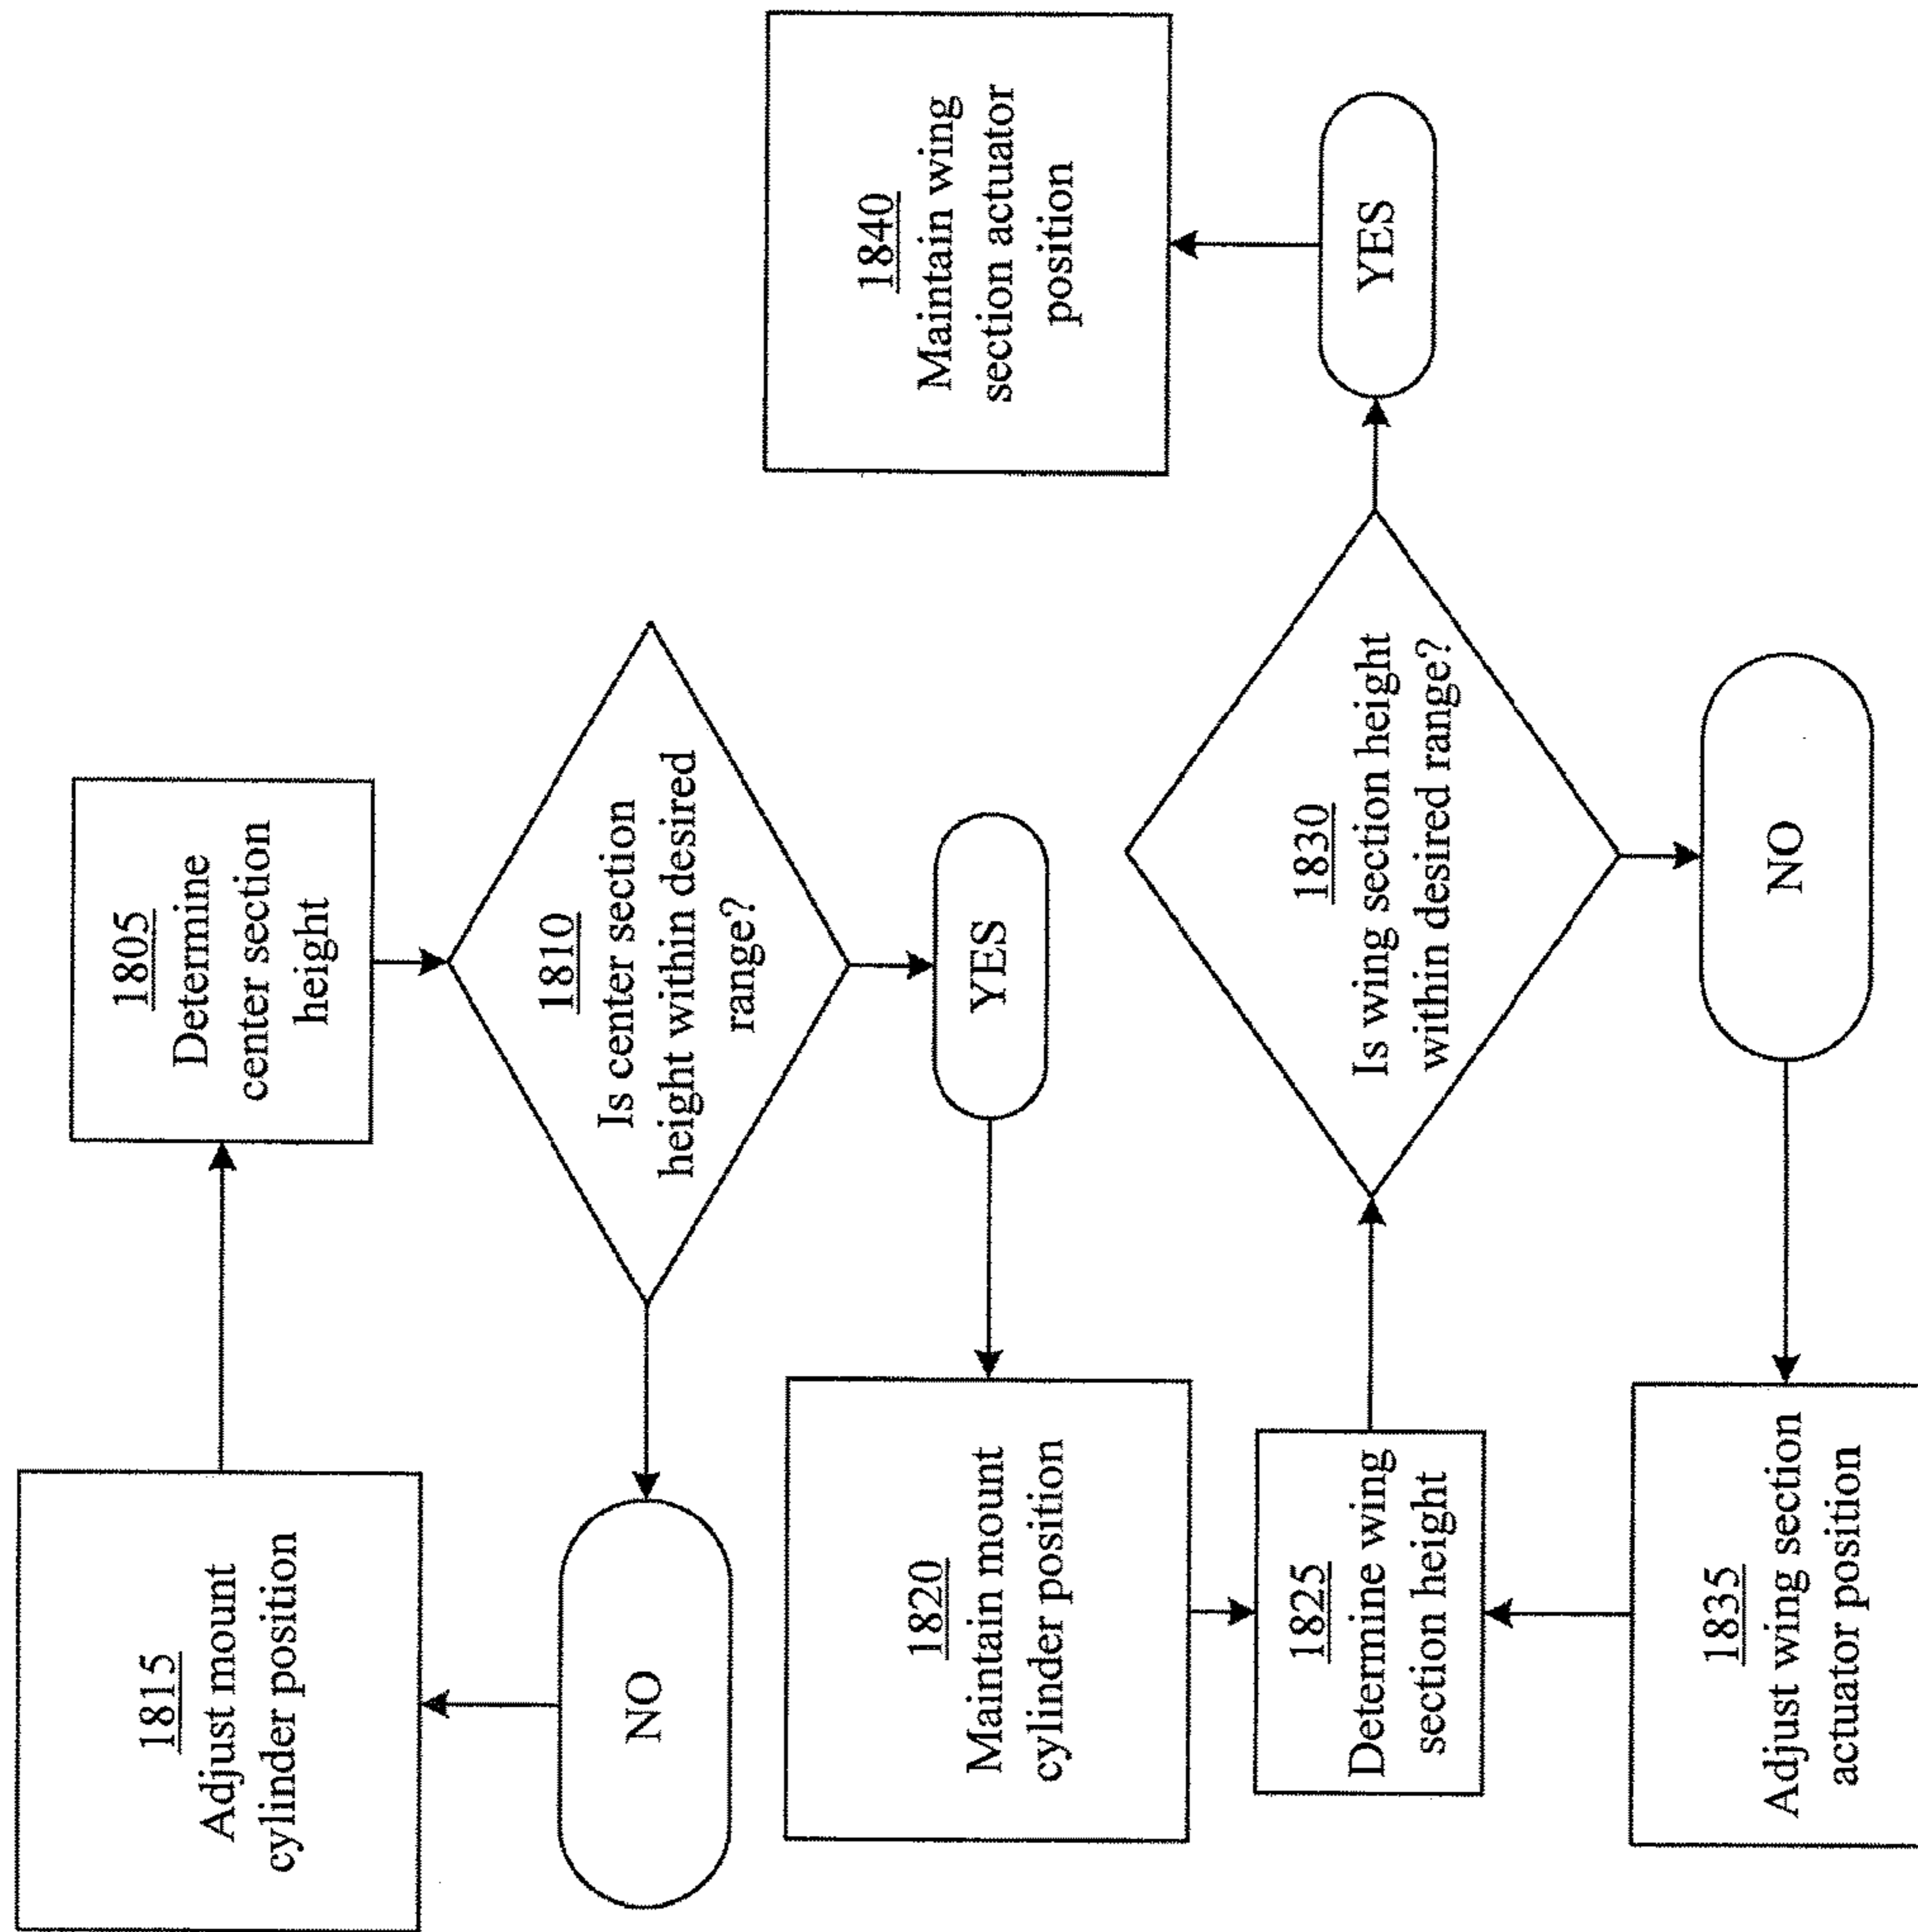 1805
Determine
center section
height
1810
Is center section
height within desired
range?
NO
1815
Adjust mount
cylinder position
YES
1820
Maintain mount
cylinder position
1825
Determine wing
section height
1830
Is wing section height
within desired range?
NO
1835
Adjust wing section
actuator position
YES
1840
Maintain wing
section actuator
position